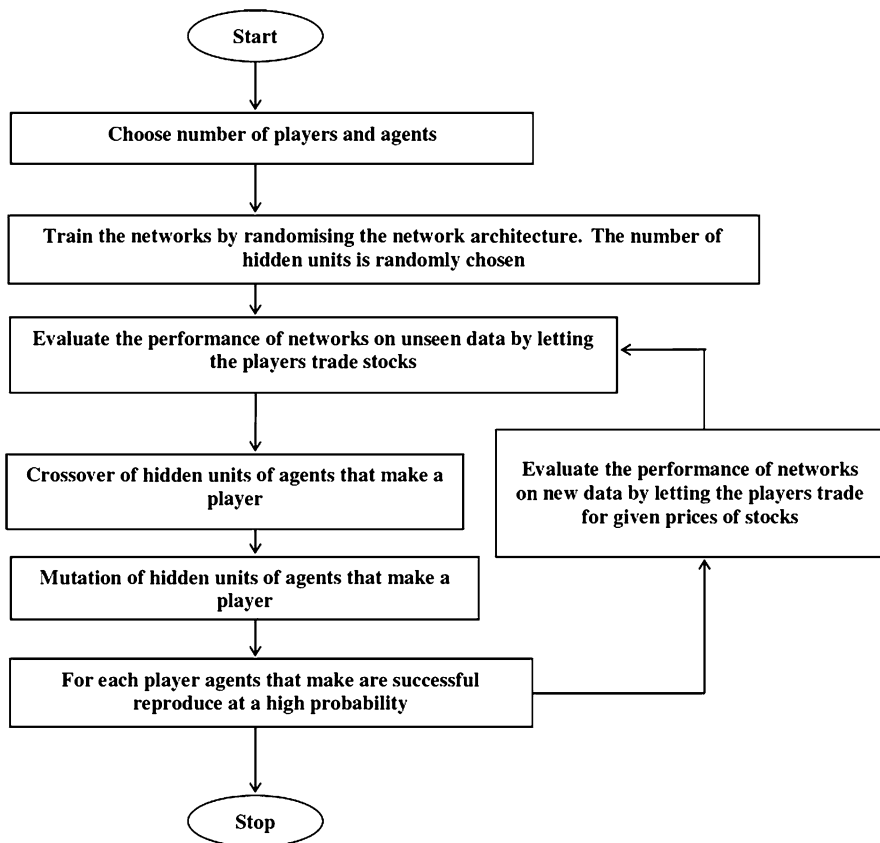 Start
Choose number of players and agents
Train the networks by randomising the network architecture. The number of
hidden units is randomly chosen
Evaluate the performance of networks on unseen data by letting
the players trade stocks
Crossover of hidden units of agents that make a
player
Evaluate the performance of networks
on new data by letting the players trade
for given prices of stocks
Mutation of hidden units of agents that make a
player
For each player agents that make are successful
reproduce at a high probability
Stop